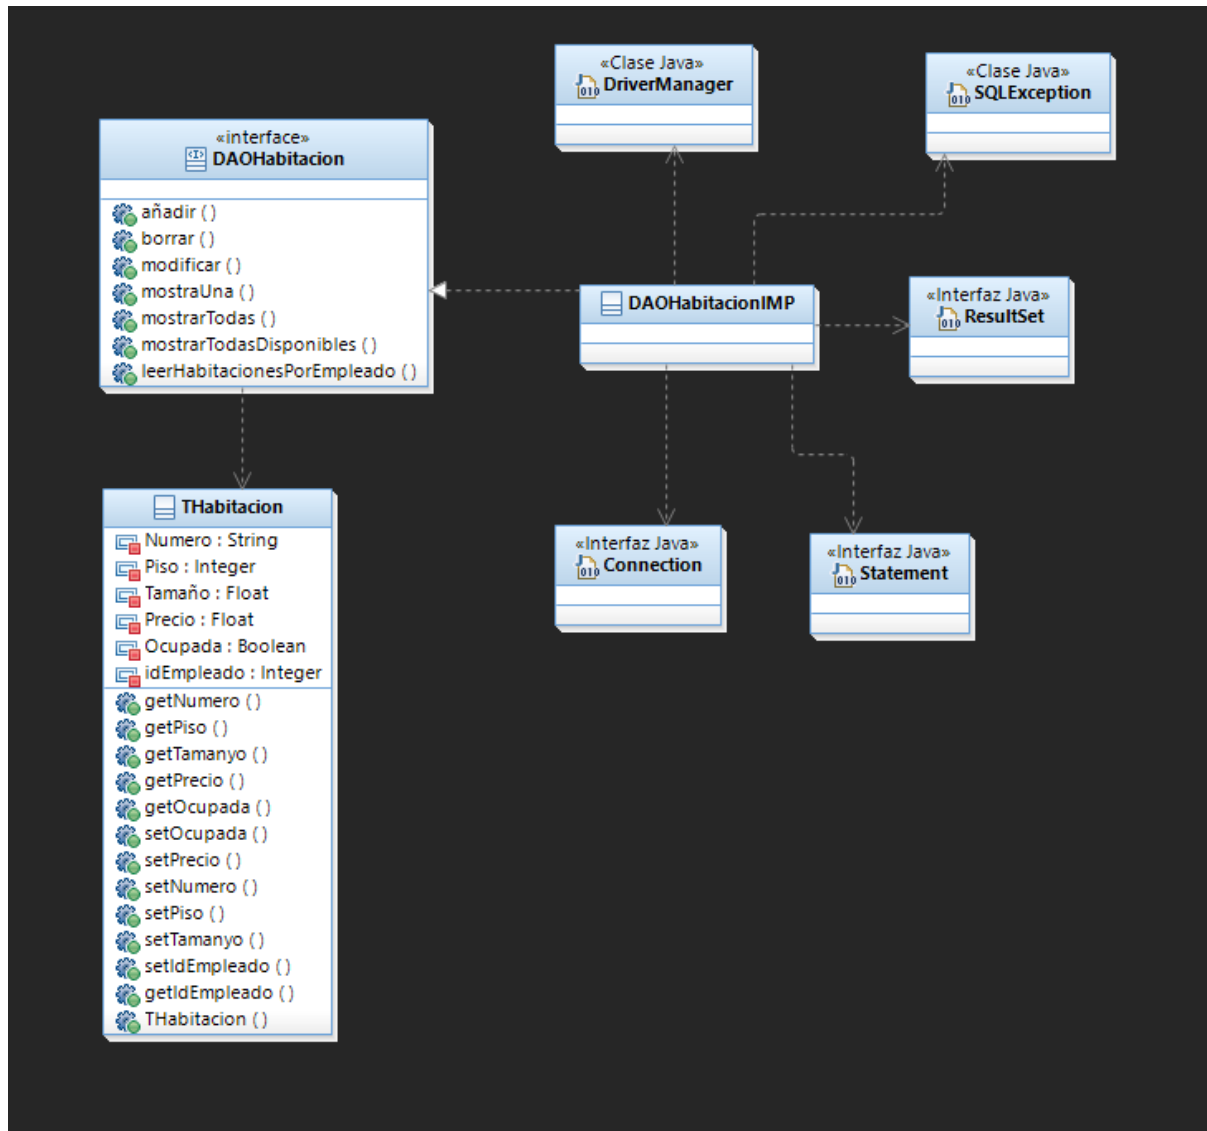 «interface»
DAOHabitacion
añadir ( )
borrar ( )
modificar ( )
mostraUna ( )
mostrarTodas ( )
mostrarTodasDisponibles ( )
leerHabitacionesPorEmpleado ( )
«Clase Java»
DriverManager
«Clase Java»
SQLException
DAOHabitacionIMP
«Interfaz Java»
ResultSet
«Interfaz Java»
Connection
«Interfaz Java»
Statement
THabitacion
Numero : String
Piso : Integer
Tamaño : Float
Precio : Float
Ocupada : Boolean
idEmpleado : Integer
getNumero ( )
getPiso ( )
getTamanyo ( )
getPrecio ( )
getOcupada ( )
setOcupada ( )
setPrecio ( )
setNumero ( )
setPiso ( )
setTamanyo ( )
setIdEmpleado ( )
getIdEmpleado ( )
THabitacion ( )